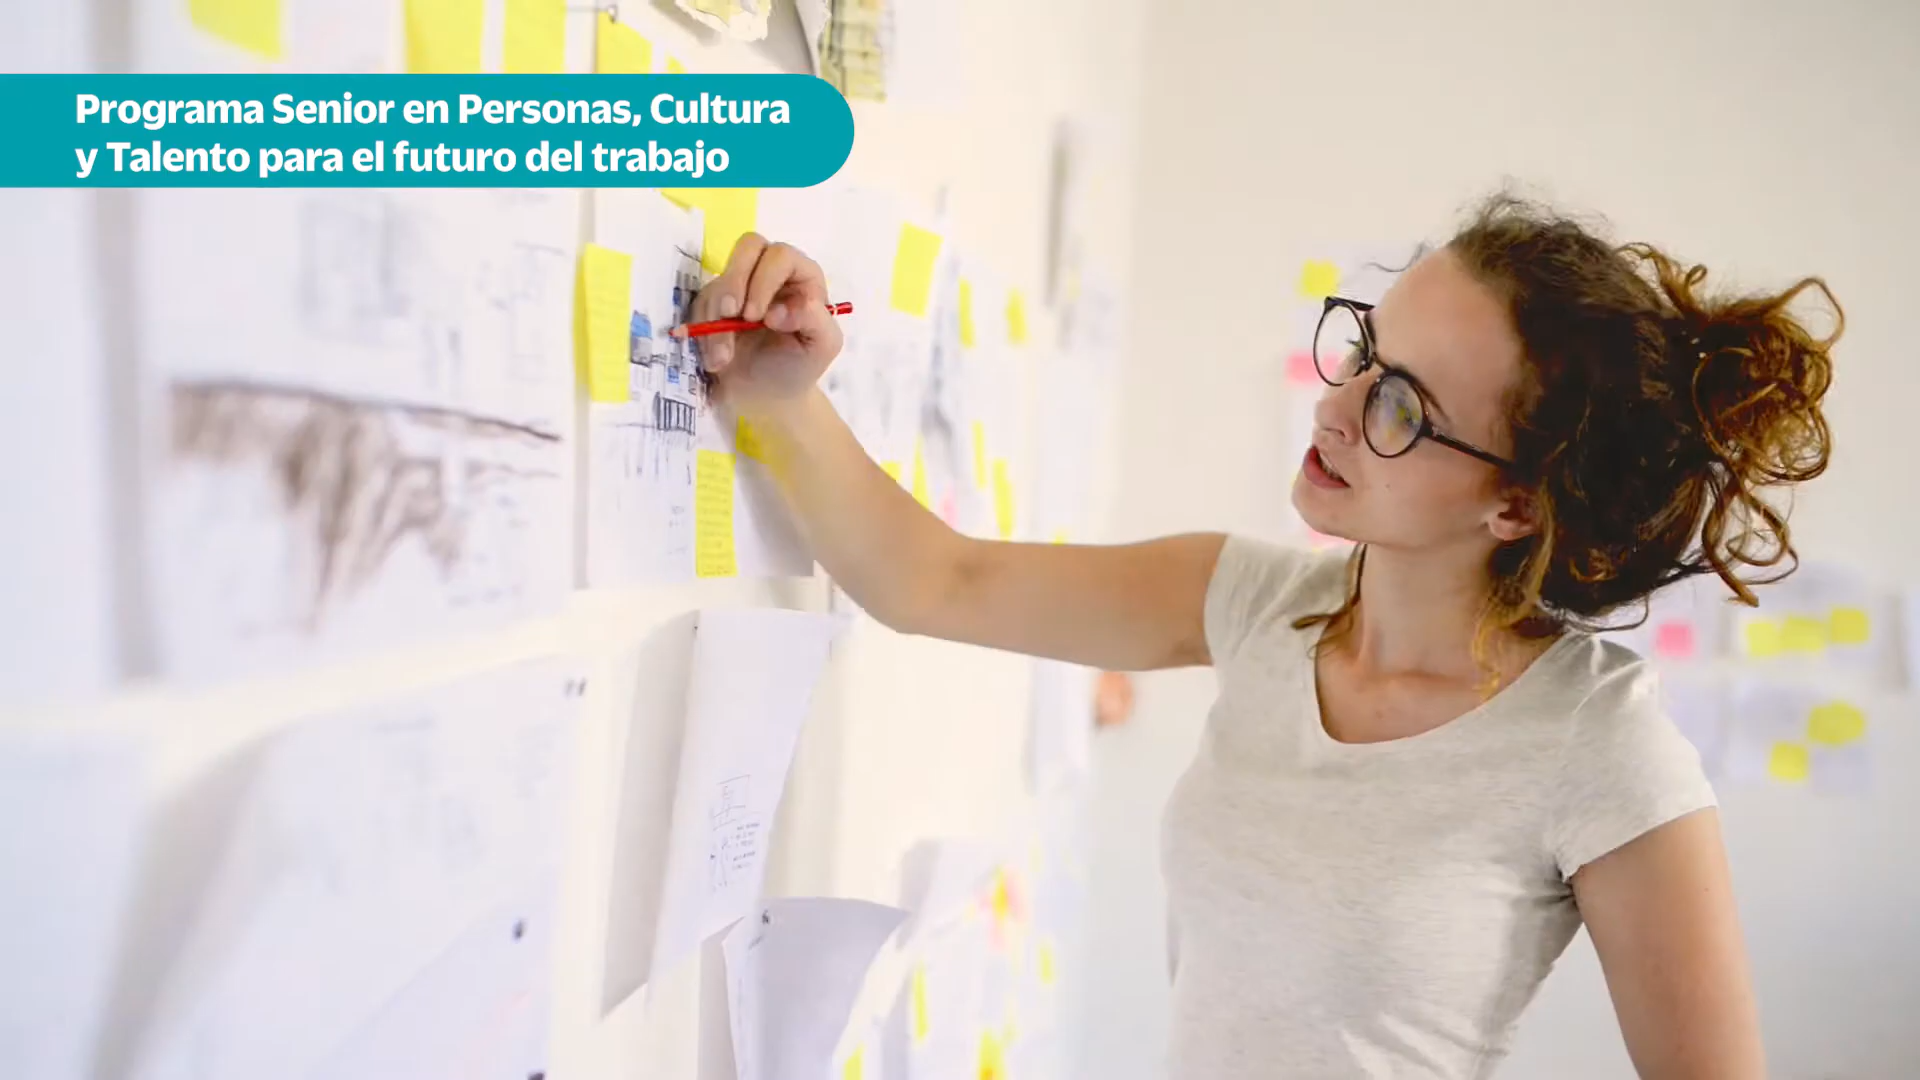 Programa Senior en Personas, Cultura
y Talento para el futuro del trabajo